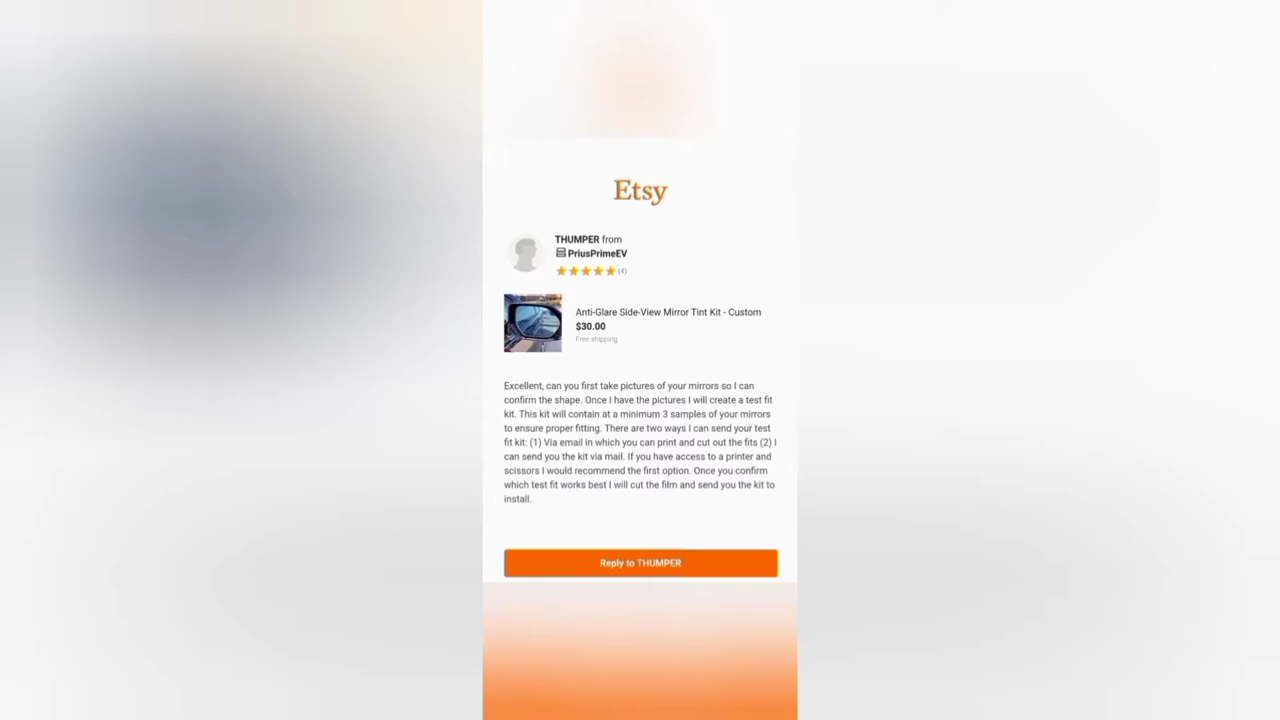 Etsy
THUMPER from
PriusPrimeEV
(4)
Anti-Glare Side-View Mirror Tint Kit - Custom
$30.00
Free shipping
Excellent, can you first take pictures of your mirrors so I can
confirm the shape. Once I have the pictures I will create a test fit
kit. This kit will contain at a minimum 3 samples of your mirrors
to ensure proper fitting. There are two ways I can send your test
fit kit: (1) Via email in which you can print and cut out the fits (2) I
can send you the kit via mail. If you have access to a printer and
scissors I would recommend the first option. Once you confirm
which test fit works best I will cut the film and send you the kit to
install.
Reply to THUMPER